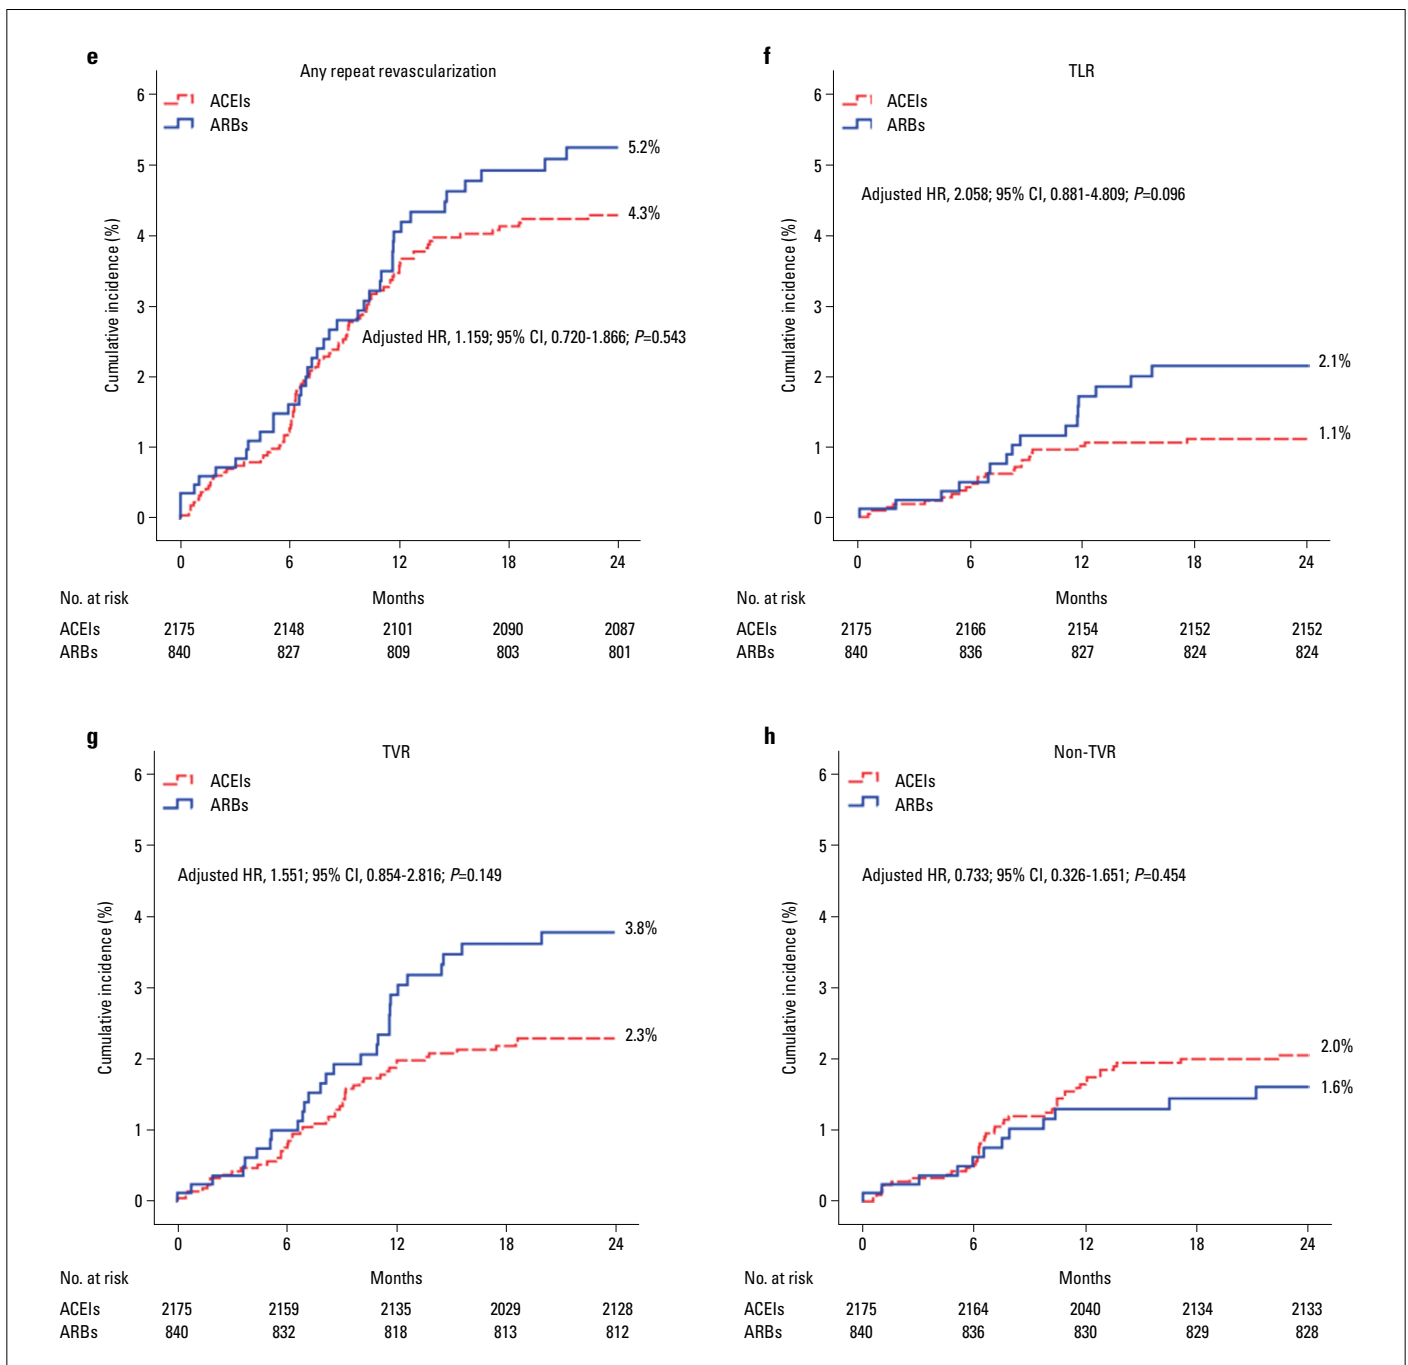 e
Any repeat revascularization
ACEIs
ARBs
Cumulative incidence (%)
6
5
4
3
2
1
0
5.2%
4.3%
Adjusted HR, 1.159; 95% CI, 0.720-1.866; P=0.543
0 6 12 18 24
No. at risk Months
ACEIs 2175 2148 2101 2090 2087
ARBs 840 827 809 803 801
f
TLR
ACEIs
ARBs
Cumulative incidence (%)
6
5
4
3
2
1
0
Adjusted HR, 2.058; 95% CI, 0.881-4.809; P=0.096
2.1%
1.1%
0 6 12 18 24
No. at risk Months
ACEIs 2175 2166 2154 2152 2152
ARBs 840 836 827 824 824
g
TVR
ACEIs
ARBs
Cumulative incidence (%)
6
5
4
3
2
1
0
Adjusted HR, 1.551; 95% CI, 0.854-2.816; P=0.149
3.8%
2.3%
0 6 12 18 24
No. at risk Months
ACEIs 2175 2159 2135 2029 2128
ARBs 840 832 818 813 812
h
Non-TVR
ACEIs
ARBs
Cumulative incidence (%)
6
5
4
3
2
1
0
Adjusted HR, 0.733; 95% CI, 0.326-1.651; P=0.454
2.0%
1.6%
0 6 12 18 24
No. at risk Months
ACEIs 2175 2164 2040 2134 2133
ARBs 840 836 830 829 828